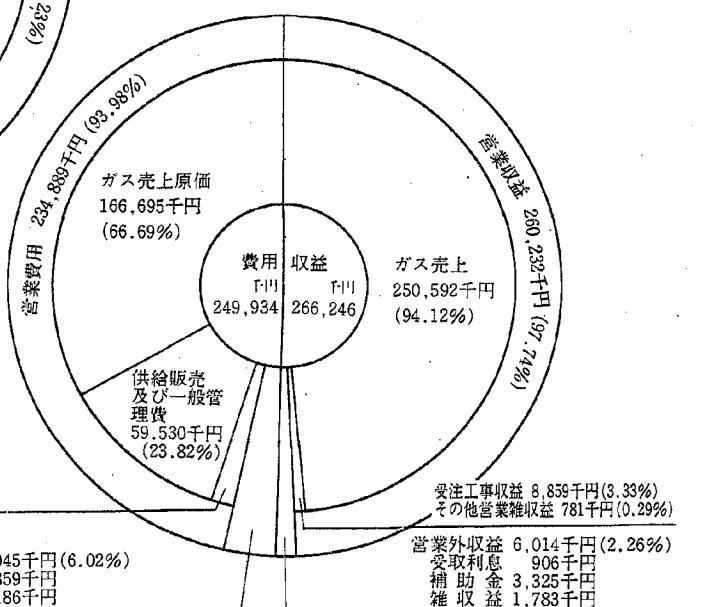 23%)
営業費用 234,889千円(93.98%)
営業収益 260,232千円(97.74%)
ガス売上原価
166,695千円
(66.69%)
費用 収益
千円 千円
249,934 266,246
ガス売上
250,592千円
(94.12%)
供給販売
及び一般管
理費
59.530千円
(23.82%)
受注工事収益 8,859千円(3.33%)
その他営業雑収益 781千円(0.29%)
営業外収益 6,014千円(2.26%)
受取利息 906千円
補助金 3,325千円
雑収益 1,783千円
045千円(6.02%)
859千円
186千円